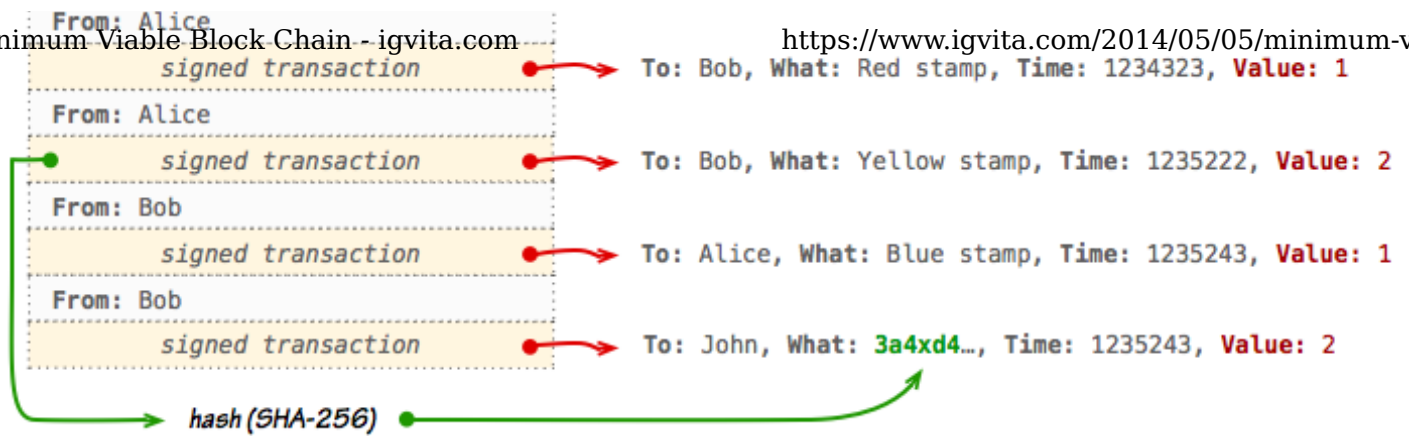 From: Alice
nimum Viable Block Chain - igvita.com https://www.igvita.com/2014/05/05/minimum-v
signed transaction To: Bob, What: Red stamp, Time: 1234323, Value: 1
From: Alice
signed transaction To: Bob, What: Yellow stamp, Time: 1235222, Value: 2
From: Bob
signed transaction To: Alice, What: Blue stamp, Time: 1235243, Value: 1
From: Bob
signed transaction To: John, What: 3a4xd4…, Time: 1235243, Value: 2
hash (SHA-256)